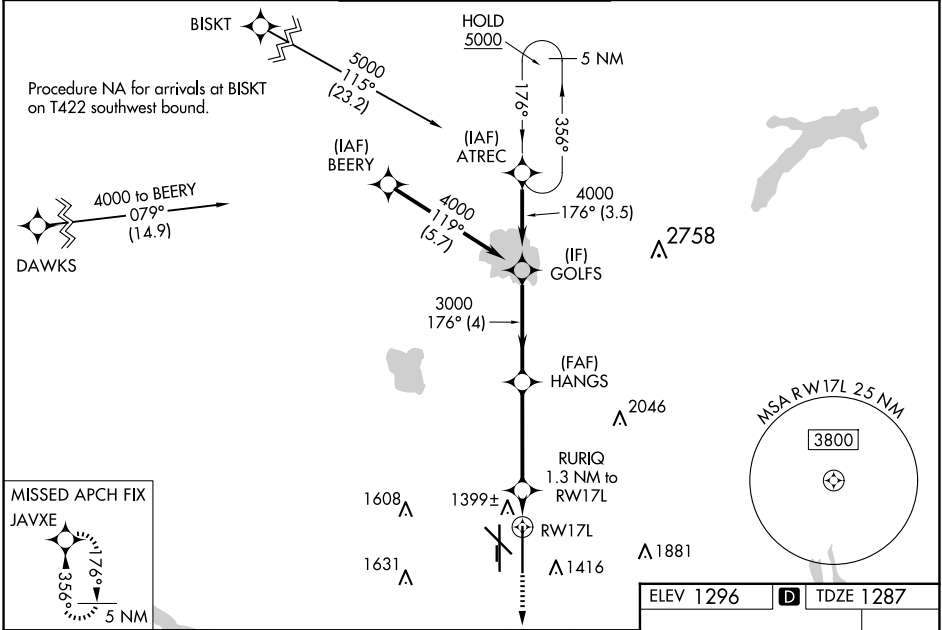 BISKT
5000
115°
(23.2)
HOLD
5000
5 NM
176°
356°
Procedure NA for arrivals at BISKT
on T422 southwest bound.
(IAF)
BEERY
(IAF)
ATREC
4000 to BEERY
079°
(14.9)
DAWKS
4000
119°
(5.7)
4000
176° (3.5)
2758
(IF)
GOLFS
3000
176° (4)
(FAF)
HANGS
2046
MSA RW17L 25 NM
3800
RURIQ
1.3 NM to
RW17L
1608
1399±
RW17L
1631
1416
1881
MISSED APCH FIX
JAVXE
176°
356°
5 NM
ELEV 1296 D TDZE 1287